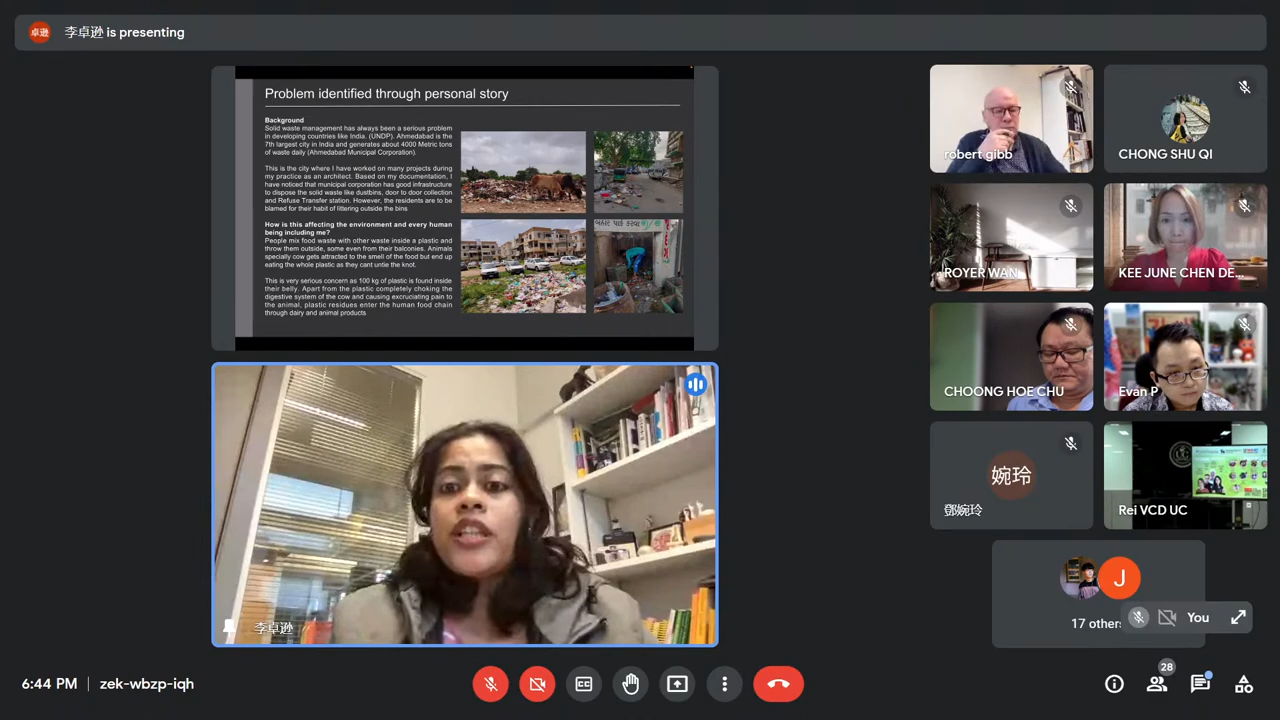 卓遜
李卓遜 is presenting
Problem identified through personal story
Background
Solid waste management has always been a serious problem
in developing countries like India. (UNDP). Ahmedabad is the
7th largest city in India and generates about 4000 Metric tons
of waste daily (Ahmedabad Municipal Corporation).
This is the city where I have worked on many projects during
my practice as an architect. Based on my documentation, I
have noticed that municipal corporation has good infrastructure
to dispose the solid waste like dustbins, door to door collection
and Refuse Transfer station. However, the residents are to be
blamed for their habit of littering outside the bins
How is this affecting the environment and every human
being including me?
People mix food waste with other waste inside a plastic and
throw them outside, some even from their balconies. Animals
specially cow gets attracted to the smell of the food but end up
eating the whole plastic as they cant untie the knot.
This is very serious concern as 100 kg of plastic is found inside
their belly. Apart from the plastic completely choking the
digestive system of the cow and causing excruciating pain to
the animal, plastic residues enter the human food chain
through dairy and animal products
李卓遜
robert gibb
CHONG SHU QI
ROYER WAN
KEE JUNE CHEN DE...
CHOONG HOE CHU
Evan P
婉玲
鄧婉玲
Rei VCD UC
J
17 others
You
6:44 PM
zek-wbzp-iqh
CC
28